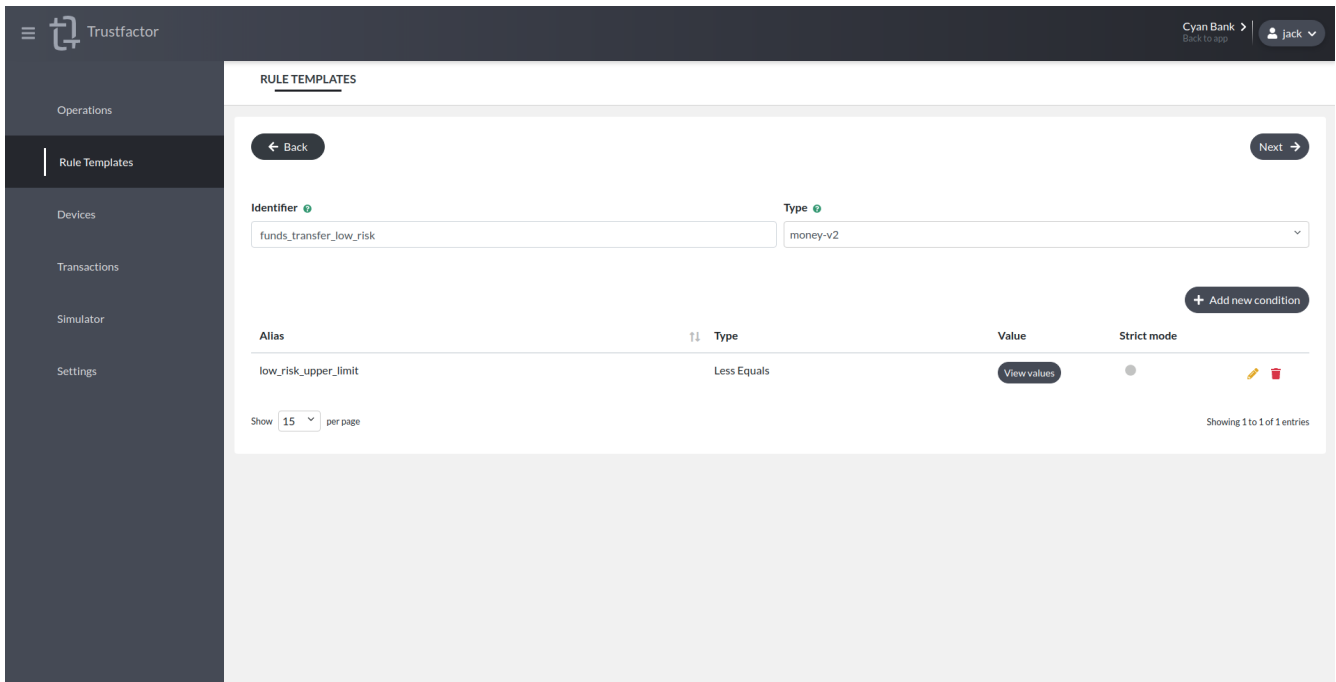 Trustfactor
Cyan Bank
Back to app
jack
Operations
Rule Templates
Devices
Transactions
Simulator
Settings
RULE TEMPLATES
Back
Next
Identifier ?
Type ?
funds_transfer_low_risk
money-v2
+ Add new condition
Alias Type Value Strict mode
low_risk_upper_limit Less Equals View values
Show 15 per page
Showing 1 to 1 of 1 entries